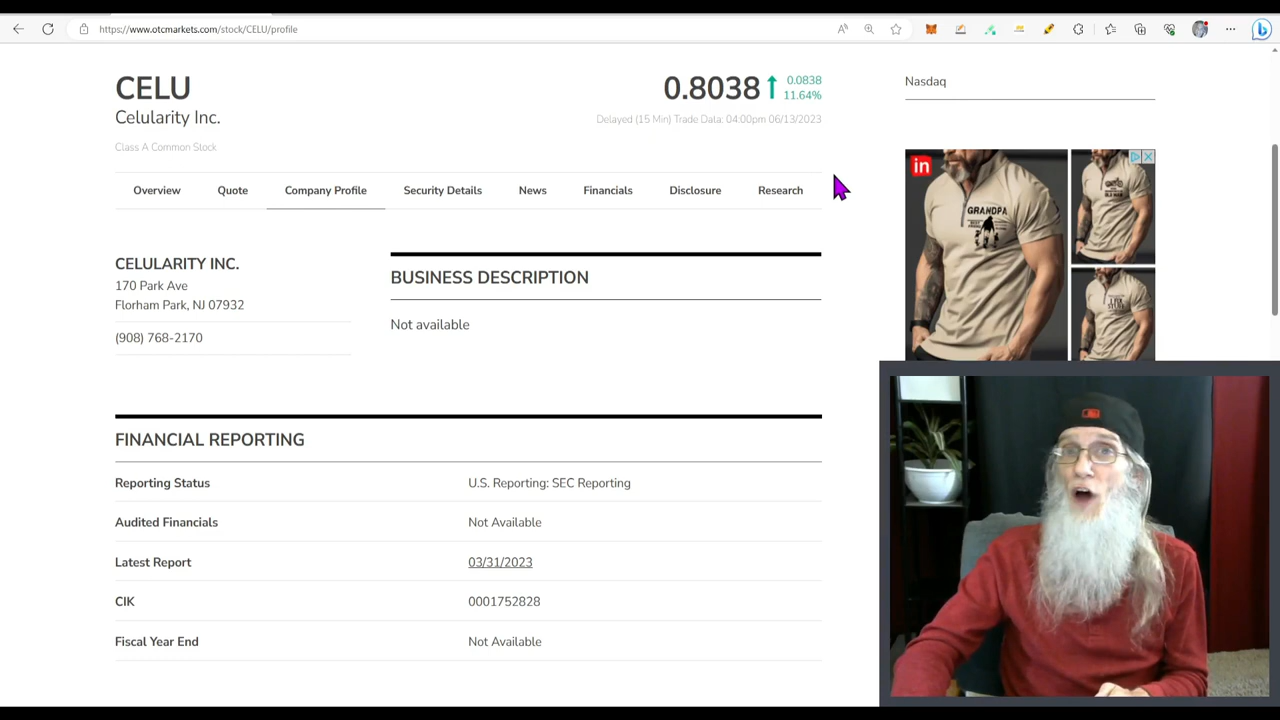 https://www.otcmarkets.com/stock/CELU/profile
CELU
0.8038
0.0838
11.64%
Celularity Inc.
Delayed (15 Min) Trade Data: 04:00pm 06/13/2023
Class A Common Stock
Overview
Quote
Company Profile
Security Details
News
Financials
Disclosure
Research
Nasdaq
in
GRANDPA
CELULARITY INC.
170 Park Ave
Florham Park, NJ 07932
(908) 768-2170
BUSINESS DESCRIPTION
Not available
FINANCIAL REPORTING
Reporting Status U.S. Reporting: SEC Reporting
Audited Financials Not Available
Latest Report 03/31/2023
CIK 0001752828
Fiscal Year End Not Available